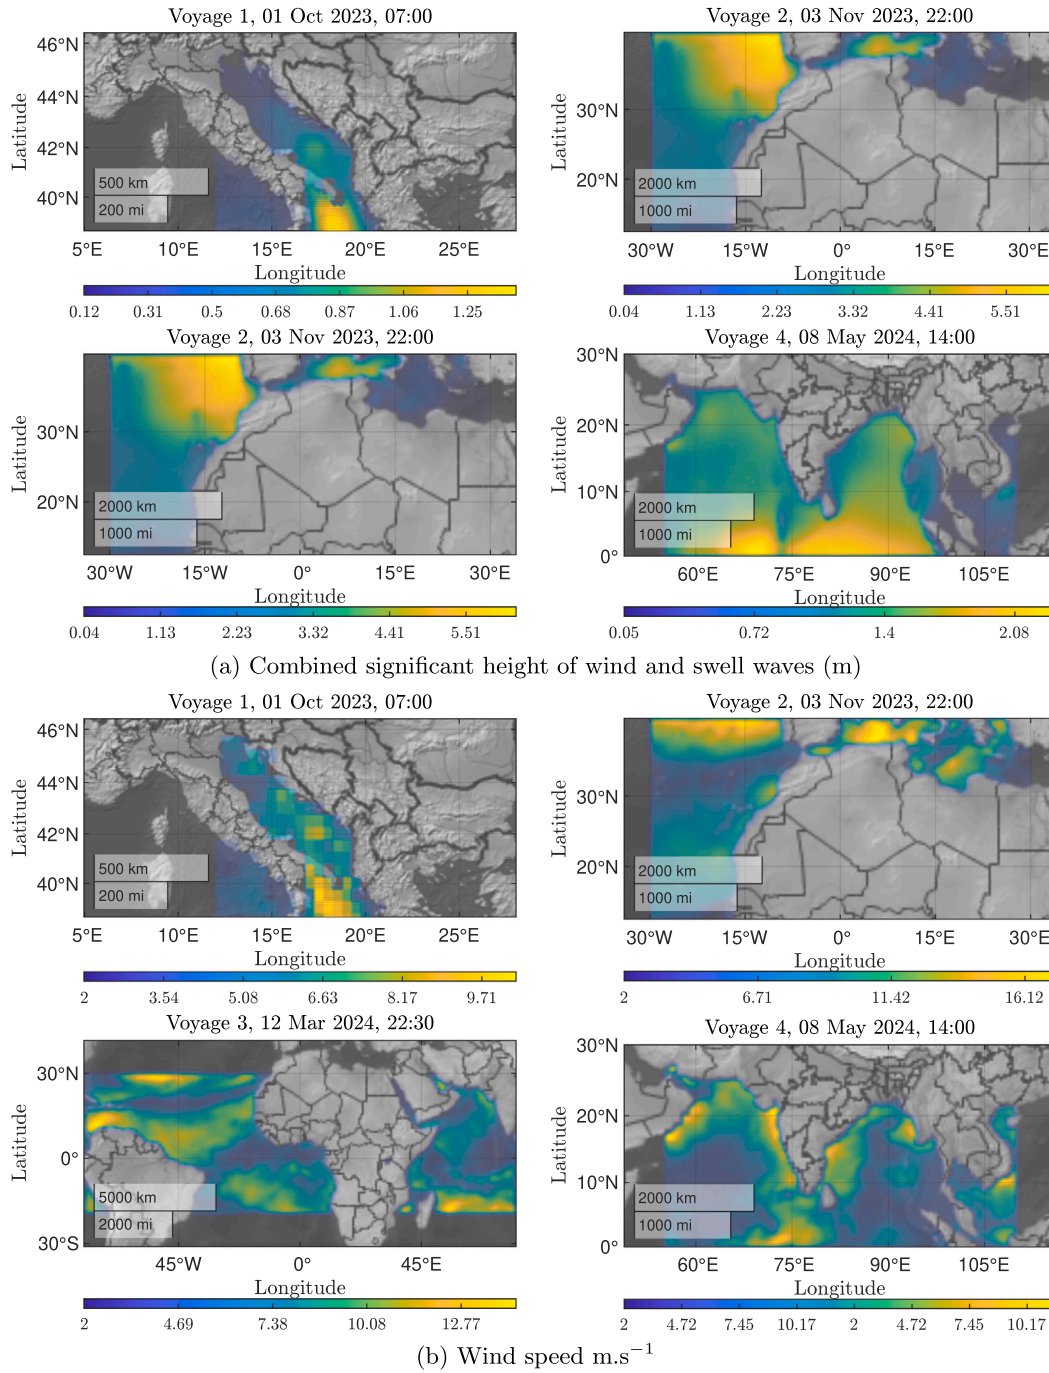 Voyage 1, 01 Oct 2023, 07:00
46°N
44°N
42°N
40°N
Latitude
500 km
200 mi
5°E 10°E 15°E 20°E 25°E
Longitude
0.12 0.31 0.5 0.68 0.87 1.06 1.25
Voyage 2, 03 Nov 2023, 22:00
30°N
20°N
Latitude
2000 km
1000 mi
30°W 15°W 0° 15°E 30°E
Longitude
0.04 1.13 2.23 3.32 4.41 5.51
Voyage 2, 03 Nov 2023, 22:00
30°N
20°N
Latitude
2000 km
1000 mi
30°W 15°W 0° 15°E 30°E
Longitude
0.04 1.13 2.23 3.32 4.41 5.51
Voyage 4, 08 May 2024, 14:00
30°N
20°N
10°N
0°
Latitude
2000 km
1000 mi
60°E 75°E 90°E 105°E
Longitude
0.05 0.72 1.4 2.08
(a) Combined significant height of wind and swell waves (m)
Voyage 1, 01 Oct 2023, 07:00
46°N
44°N
42°N
40°N
Latitude
500 km
200 mi
5°E 10°E 15°E 20°E 25°E
Longitude
2 3.54 5.08 6.63 8.17 9.71
Voyage 2, 03 Nov 2023, 22:00
30°N
20°N
Latitude
2000 km
1000 mi
30°W 15°W 0° 15°E 30°E
Longitude
2 6.71 11.42 16.12
Voyage 3, 12 Mar 2024, 22:30
30°N
0°
30°S
Latitude
5000 km
2000 mi
45°W 0° 45°E
Longitude
2 4.69 7.38 10.08 12.77
Voyage 4, 08 May 2024, 14:00
30°N
20°N
10°N
0°
Latitude
2000 km
1000 mi
60°E 75°E 90°E 105°E
Longitude
2 4.72 7.45 10.17 2 4.72 7.45 10.17
(b) Wind speed m.s⁻¹